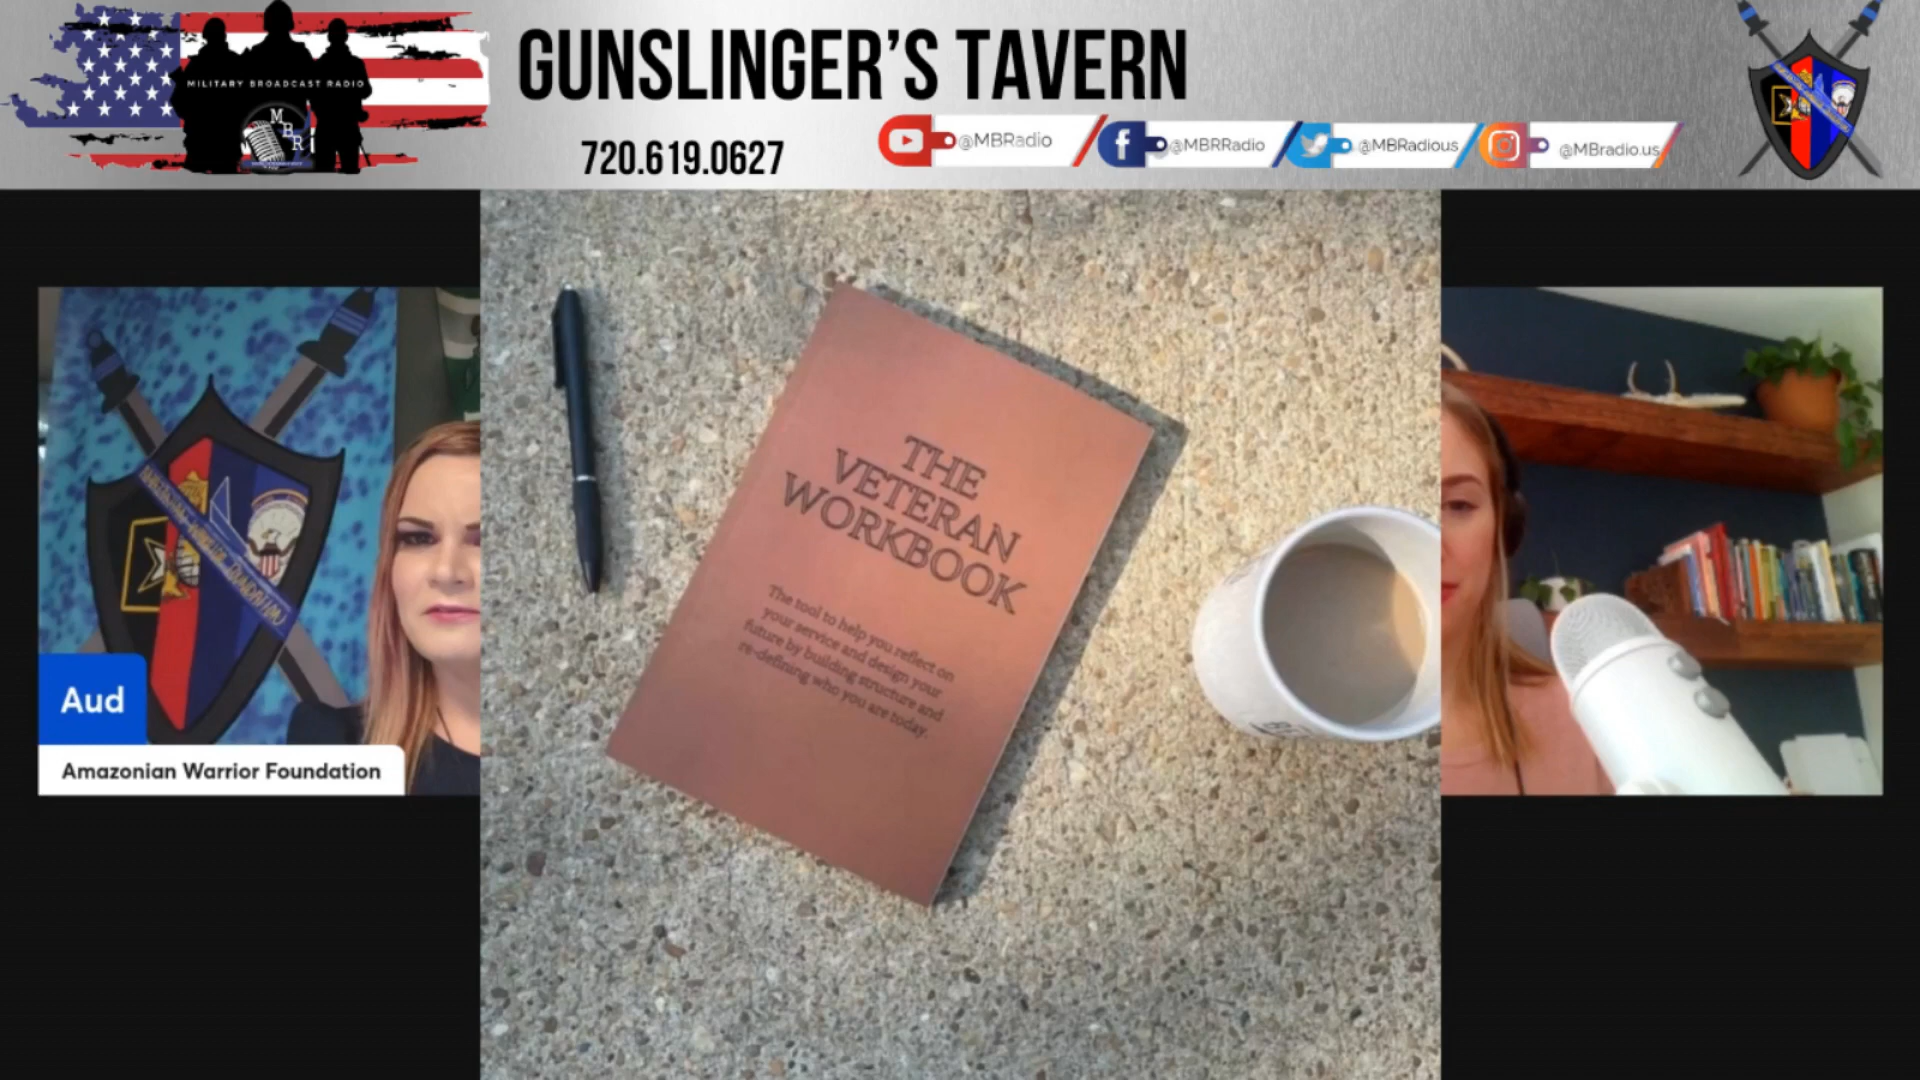 MILITARY BROADCAST RADIO
MBR
GUNSLINGER'S TAVERN
720.619.0627
@MBRadio
@MBRRadio
@MBRadious
@MBradio.us
THE
VETERAN
WORKBOOK
The tool to help you reflect on
your service and design your
future by building structure and
re-defining who you are today.
Aud
Amazonian Warrior Foundation